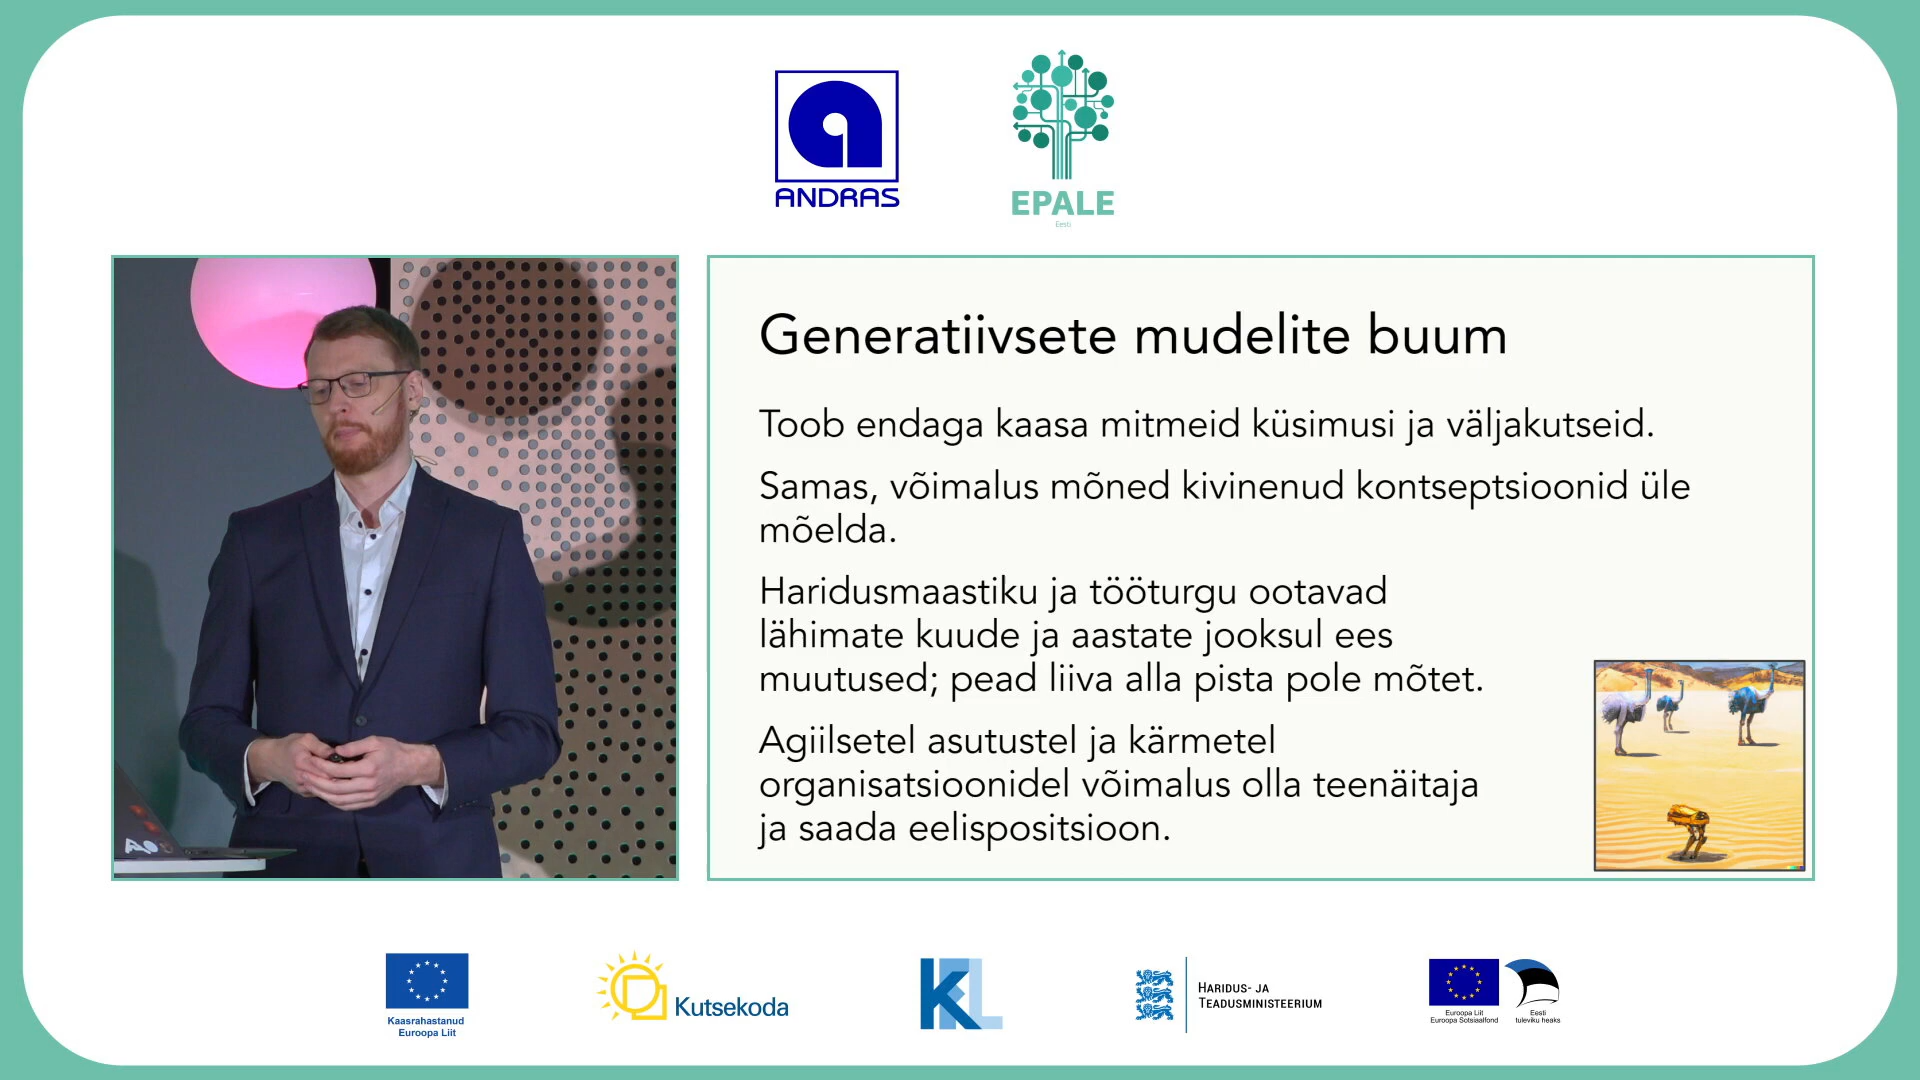 ANDRAS
EPALE
Eesti
Generatiivsete mudelite buum
Toob endaga kaasa mitmeid küsimusi ja väljakutseid.
Samas, võimalus mõned kivinenud kontseptsioonid üle
mõelda.
Haridusmaastiku ja tööturgu ootavad
lähimate kuude ja aastate jooksul ees
muutused; pead liiva alla pista pole mõtet.
Agiilsetel asutustel ja kärmetel
organisatsioonidel võimalus olla teenäitaja
ja saada eelispositsioon.
Kaasrahastanud
Euroopa Liit
Kutsekoda
KEL
HARIDUS- JA
TEADUSMINISTEERIUM
Euroopa Liit
Euroopa Sotsiaalfond
Eesti
tuleviku heaks